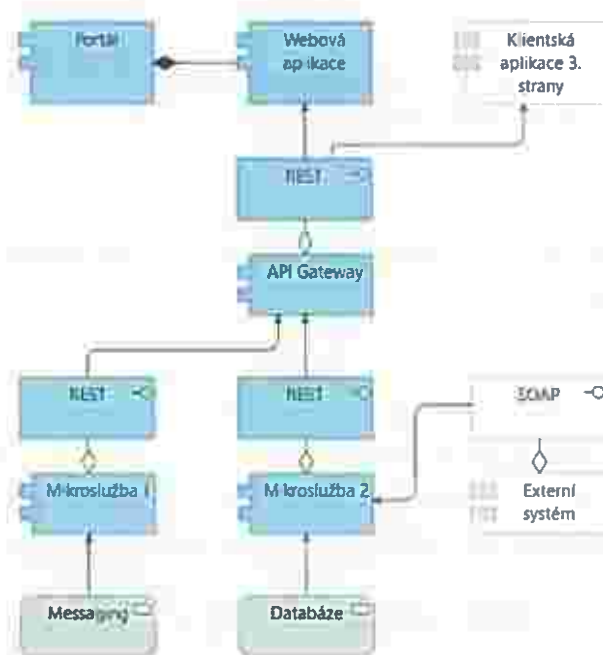 Portál
Webová
aplikace
Klientská
aplikace 3.
strany
REST
API Gateway
REST
REST
SOAP
Mikroslužba 1
Mikroslužba 2
Externí
systém
Messaging
Databáze